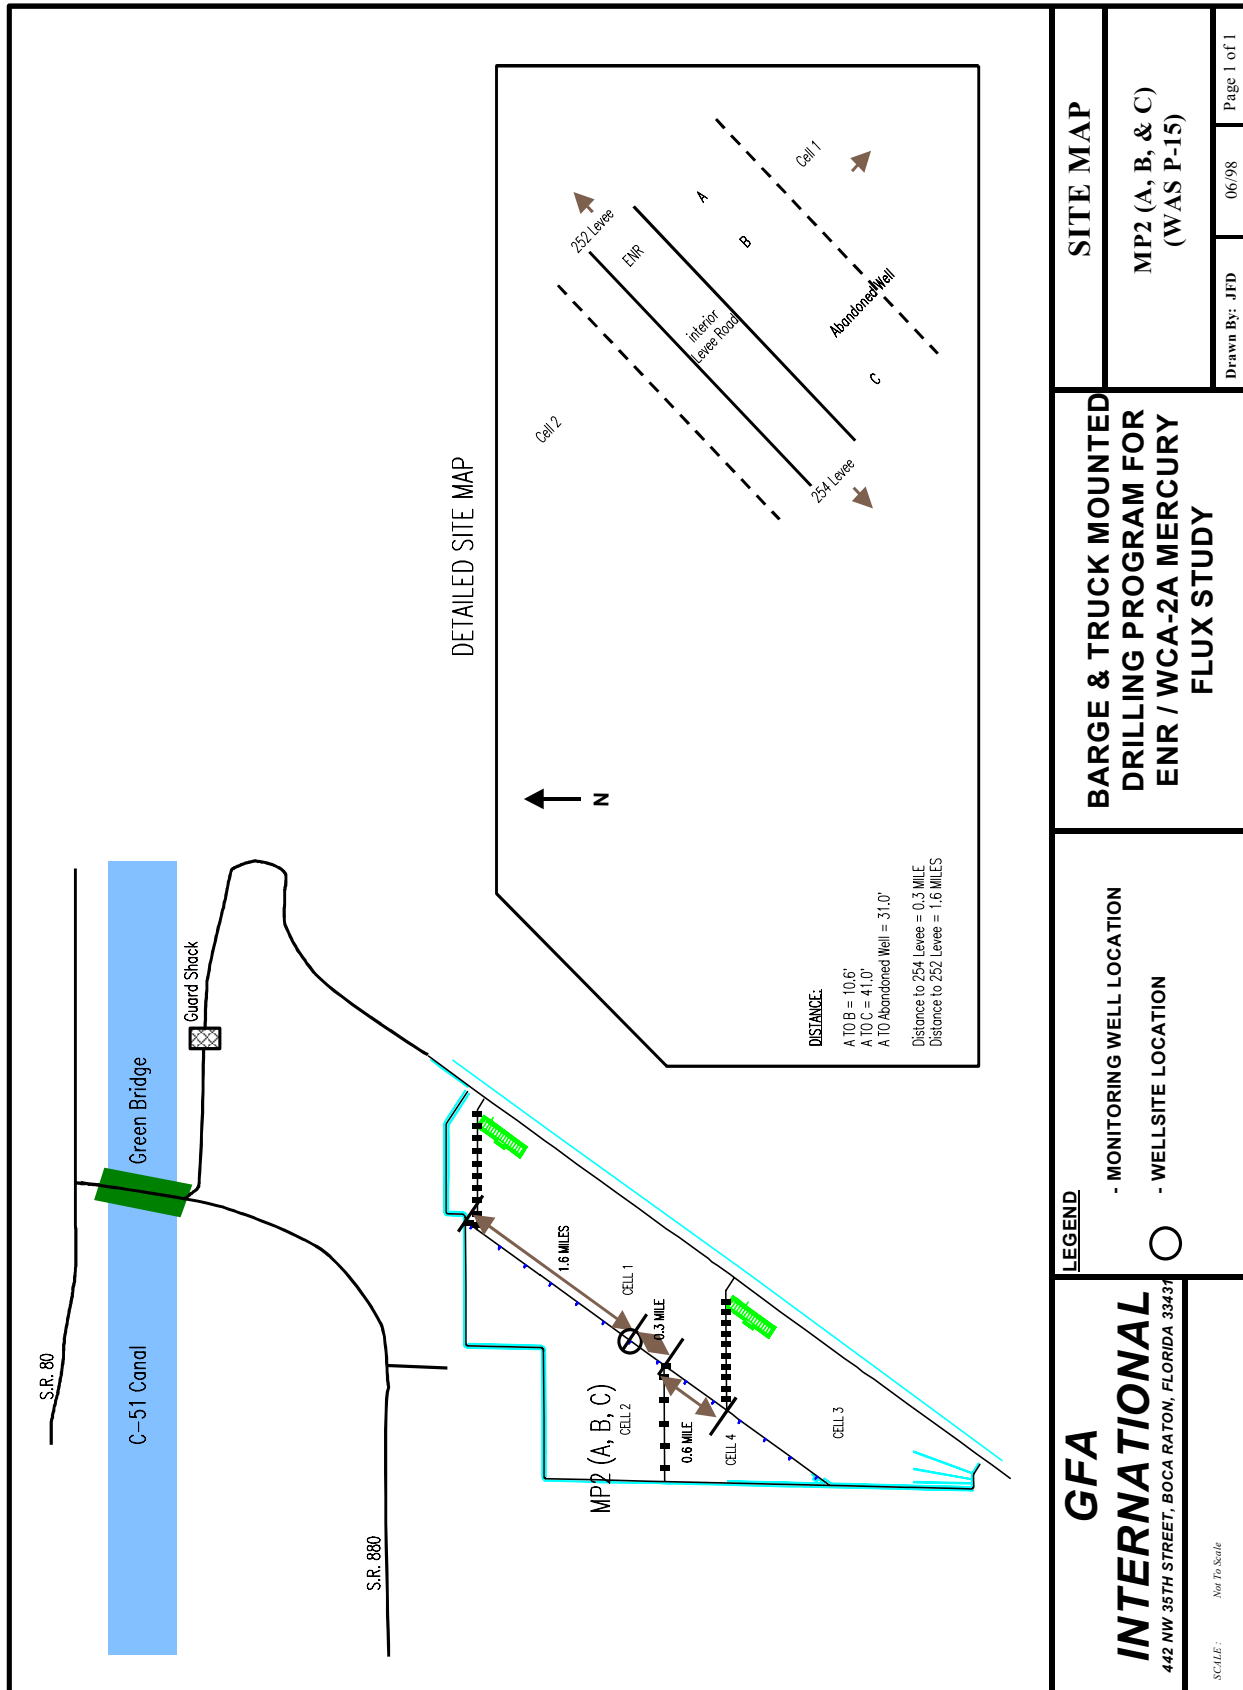 S.R. 80
C-51 Canal
Green Bridge
Guard Shack
S.R. 880
1.6 MILES
CELL 1
0.3 MILE
MP2 (A, B, C)
CELL 2
0.6 MILE
CELL 4
CELL 3
DETAILED SITE MAP
N
Cell 2
252 Levee
ENR
interior
Levee Road
254 Levee
A
B
C
Cell 1
Abandoned Well
DISTANCE:
A TO B = 10.6'
A TO C = 41.0'
A TO Abandoned Well = 31.0'
Distance to 254 Levee = 0.3 MILE
Distance to 252 Levee = 1.6 MILES
GFA
INTERNATIONAL
442 NW 35TH STREET, BOCA RATON, FLORIDA 33431
SCALE : Not To Scale
LEGEND
- MONITORING WELL LOCATION
- WELLSITE LOCATION
BARGE & TRUCK MOUNTED
DRILLING PROGRAM FOR
ENR / WCA-2A MERCURY
FLUX STUDY
SITE MAP
MP2 (A, B, & C)
(WAS P-15)
Drawn By: JFD
06/98
Page 1 of 1